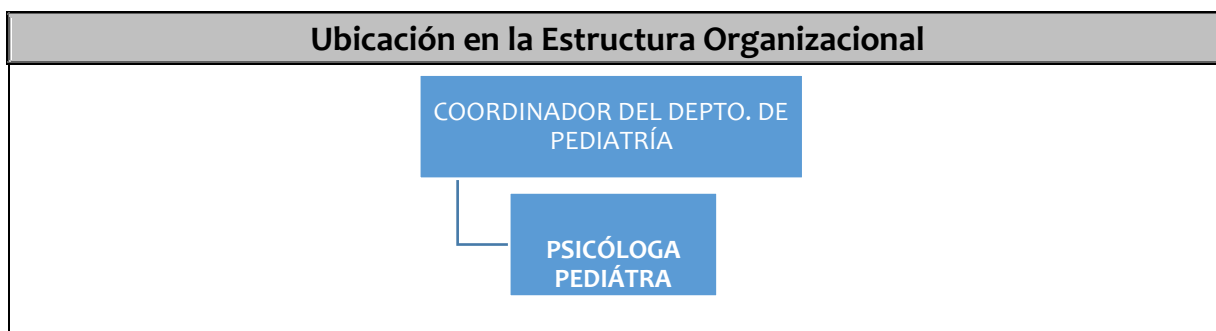 Ubicación en la Estructura Organizacional
COORDINADOR DEL DEPTO. DE
PEDIATRÍA
PSICÓLOGA
PEDIÁTRA